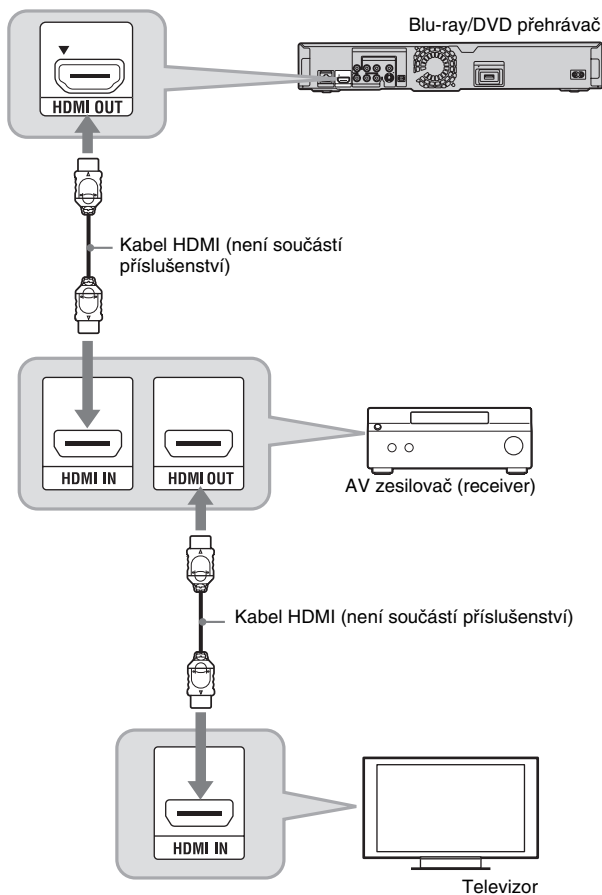 Blu-ray/DVD přehrávač
HDMI OUT
Kabel HDMI (není součástí
příslušenství)
HDMI IN
HDMI OUT
AV zesilovač (receiver)
Kabel HDMI (není součástí příslušenství)
HDMI IN
Televizor